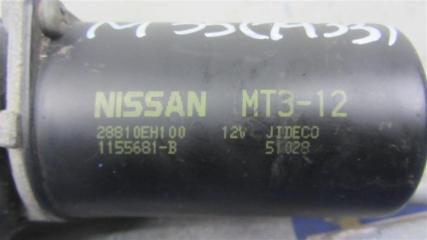 NISSAN MT3-12
28810EH100 12V JIDECO
1155681-B 51028